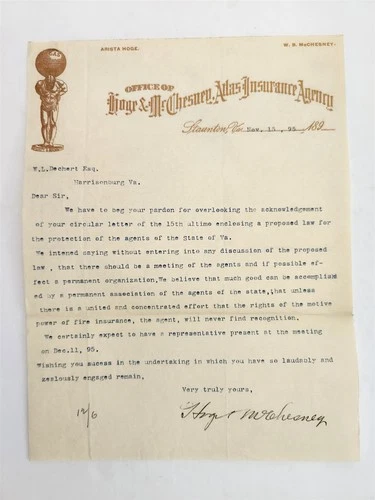 ARISTA HOGE.
W. D. McCHESNEY.
OFFICE OF
Hoge & McChesney, Atlas Insurance Agency
Staunton, Va. Nov. 15, 95. 189
W.L. Dechert Esq.
Harrisonburg Va.
Dear Sir,
We have to beg your pardon for overlooking the acknowledgement
of your circular letter of the 15th ultimo enclosing a proposed law for
the protection of the agents of the State of Va.
We intened saying without entering into any discussion of the proposed
law , that there should be a meeting of the agents and if possible ef-
fect a permanent organization.We believe that much good can be accomplish
ed by a permanent association of the agents of the state, that unless
there is a united and concentrated effort that the rights of the motive
power of fire insurance, the agent, will never find recognition.
We certainly expect to have a representative present at the meeting
on Dec.11, 95.
Wishing you sucess in the undertaking in which you have so laudably and
zealously engaged remain,
Very truly yours,
Hoge & McChesney
12/6